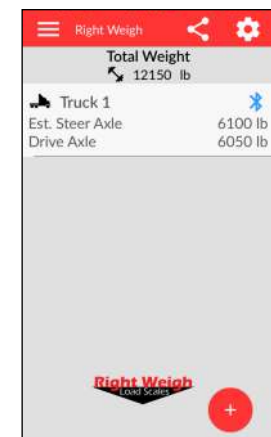 Right Weigh
Total Weight
12150 lb
Truck 1
Est. Steer Axle 6100 lb
Drive Axle 6050 lb
Right Weigh
Load Scales
+